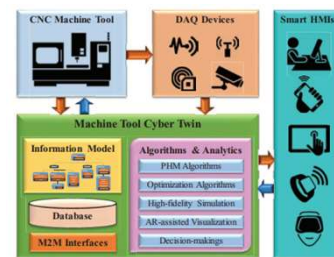 CNC Machine Tool
DAQ Devices
Smart HMIs
Machine Tool Cyber Twin
Information Model
Database
M2M Interfaces
Algorithms & Analytics
PHM Algorithms
Optimization Algorithms
High-fidelity Simulation
AR-assisted Visualization
Decision-makings